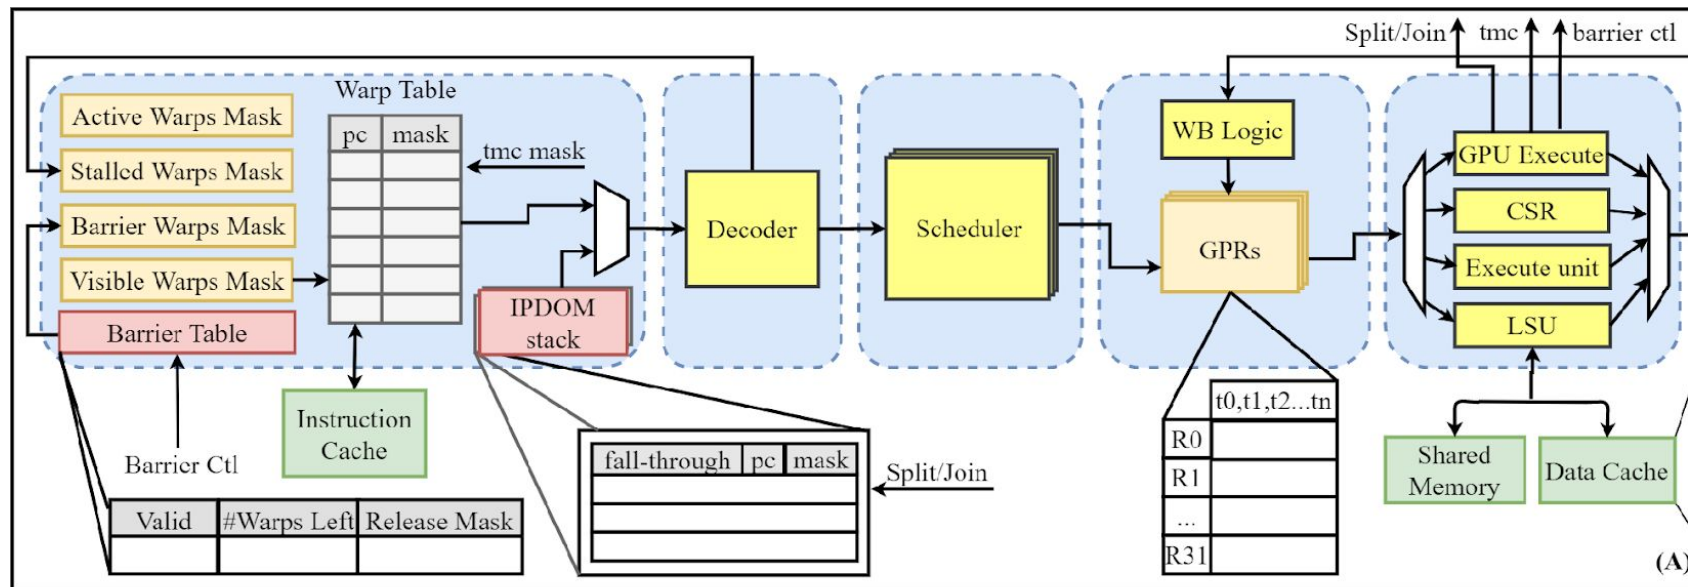 Split/Join
tmc
barrier ctl
Warp Table
Active Warps Mask
pc
mask
WB Logic
GPU Execute
Stalled Warps Mask
tmc mask
CSR
Barrier Warps Mask
Decoder
Scheduler
GPRs
Execute unit
Visible Warps Mask
IPDOM
stack
Barrier Table
LSU
t0,t1,t2...tn
Instruction
Cache
R0
Shared
Memory
Data Cache
Barrier Ctl
fall-through
pc
mask
Split/Join
R1
Valid
#Warps Left
Release Mask
...
R31
(A)